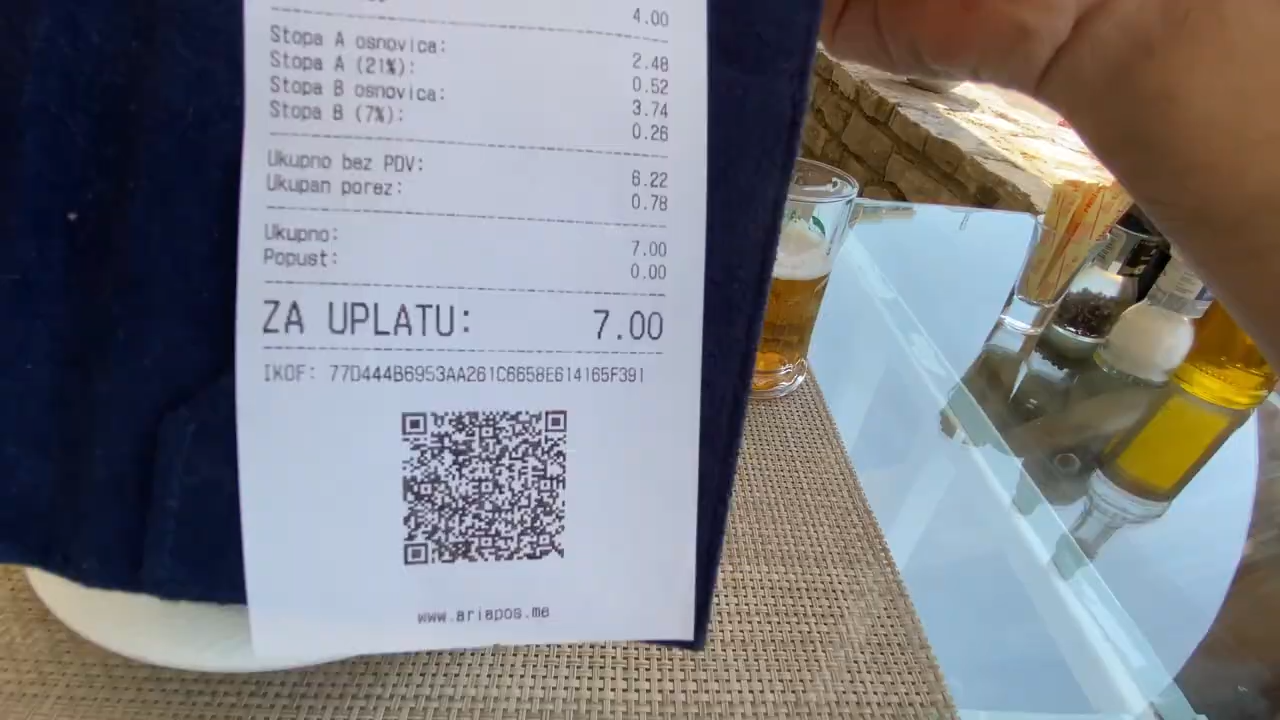 4.00
Stopa A osnovica: 2.48
Stopa A (21%): 0.52
Stopa B osnovica: 3.74
Stopa B (7%): 0.26
Ukupno bez PDV: 6.22
Ukupan porez: 0.78
Ukupno: 7.00
Popust: 0.00
ZA UPLATU: 7.00
IKOF: 77D444B6953AA261C6658E614165F391
www.ariapos.me